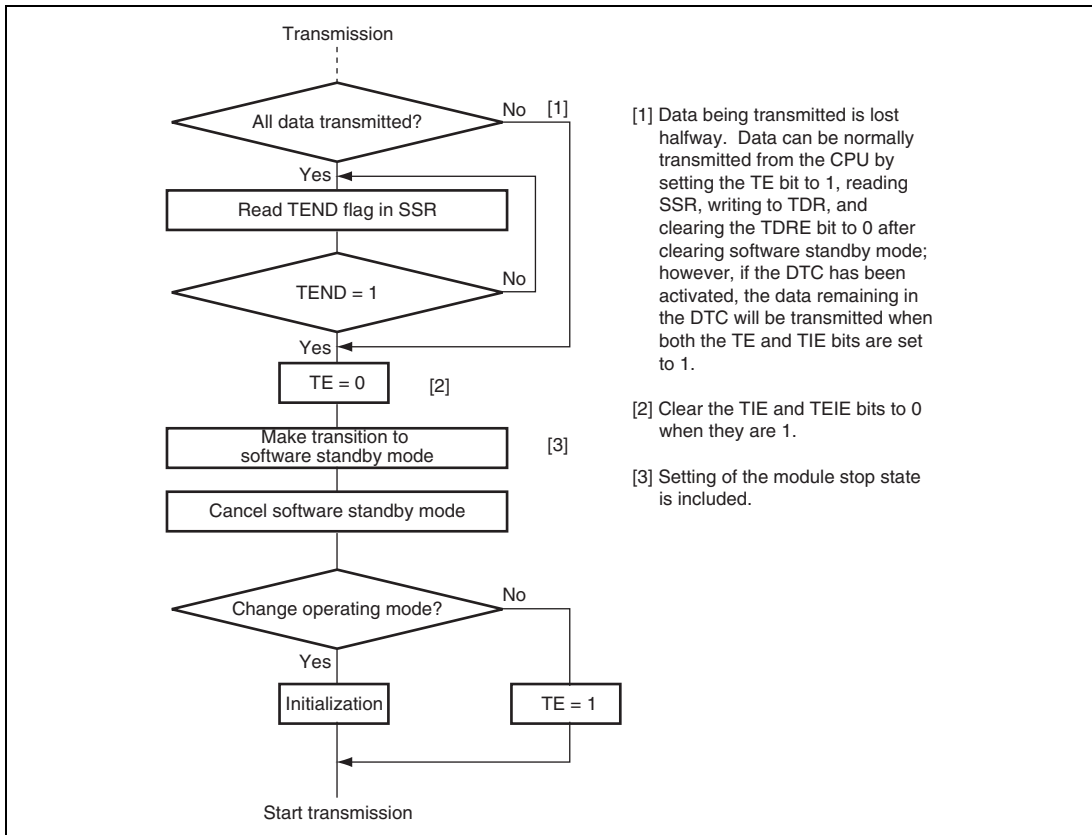 Transmission
All data transmitted?
No
[1]
Yes
Read TEND flag in SSR
TEND = 1
No
Yes
TE = 0
[2]
Make transition to
software standby mode
[3]
Cancel software standby mode
Change operating mode?
No
Yes
Initialization
TE = 1
Start transmission
[1] Data being transmitted is lost
halfway. Data can be normally
transmitted from the CPU by
setting the TE bit to 1, reading
SSR, writing to TDR, and
clearing the TDRE bit to 0 after
clearing software standby mode;
however, if the DTC has been
activated, the data remaining in
the DTC will be transmitted when
both the TE and TIE bits are set
to 1.
[2] Clear the TIE and TEIE bits to 0
when they are 1.
[3] Setting of the module stop state
is included.